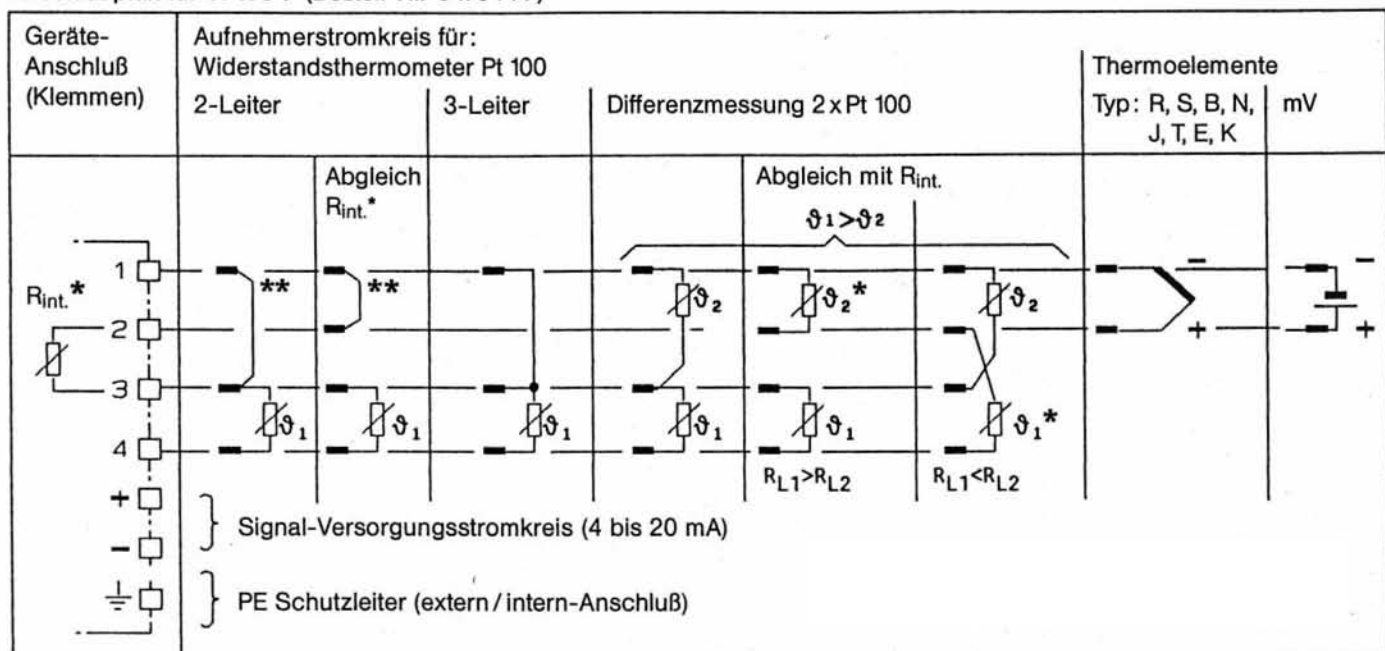 Geräte-
Anschluß
(Klemmen)
Aufnehmerstromkreis für:
Widerstandsthermometer Pt 100
2-Leiter
3-Leiter
Differenzmessung 2 x Pt 100
Thermoelemente
Typ: R, S, B, N,
J, T, E, K
mV
Abgleich
Rint.*
Abgleich mit Rint.
ϑ1>ϑ2
Rint.*
1
2
3
4
+
−
**
ϑ1
**
ϑ1
ϑ1
ϑ2
ϑ1
ϑ2*
ϑ1
RL1>RL2
ϑ2
ϑ1*
RL1<RL2
−
+
−
+
Signal-Versorgungsstromkreis (4 bis 20 mA)
PE Schutzleiter (extern / intern-Anschluß)